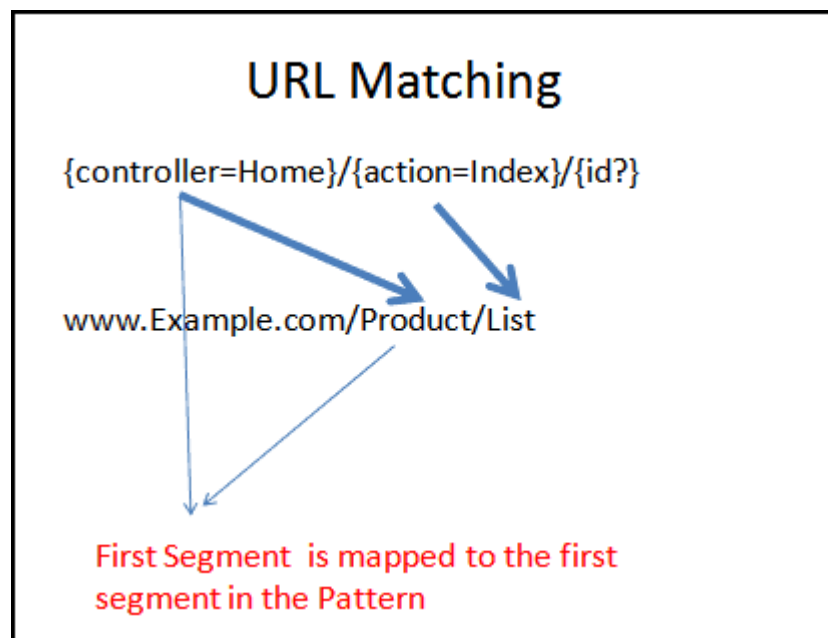 URL Matching
{controller=Home}/{action=Index}/{id?}
www.Example.com/Product/List
First Segment is mapped to the first
segment in the Pattern